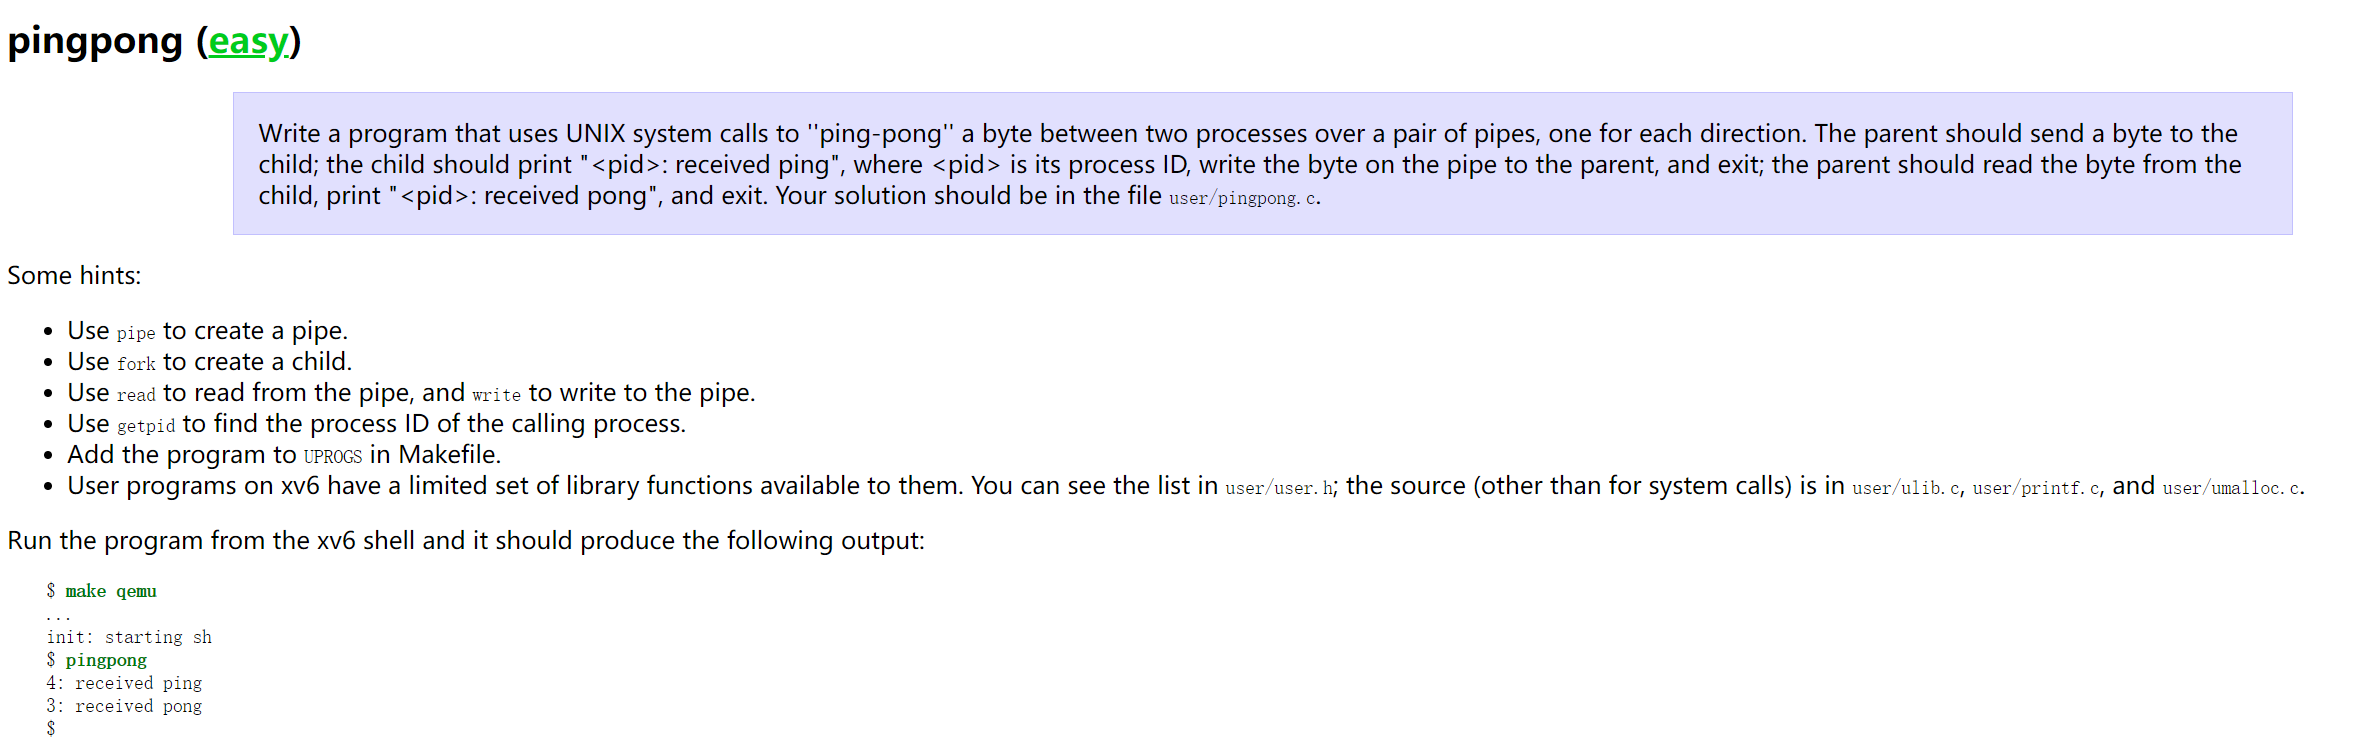 pingpong (easy)
Write a program that uses UNIX system calls to ''ping-pong'' a byte between two processes over a pair of pipes, one for each direction. The parent should send a byte to the
child; the child should print "<pid>: received ping", where <pid> is its process ID, write the byte on the pipe to the parent, and exit; the parent should read the byte from the
child, print "<pid>: received pong", and exit. Your solution should be in the file user/pingpong.c.
Some hints:
• Use pipe to create a pipe.
• Use fork to create a child.
• Use read to read from the pipe, and write to write to the pipe.
• Use getpid to find the process ID of the calling process.
• Add the program to UPROGS in Makefile.
• User programs on xv6 have a limited set of library functions available to them. You can see the list in user/user.h; the source (other than for system calls) is in user/ulib.c, user/printf.c, and user/umalloc.c.
Run the program from the xv6 shell and it should produce the following output:
$ make qemu
...
init: starting sh
$ pingpong
4: received ping
3: received pong
$